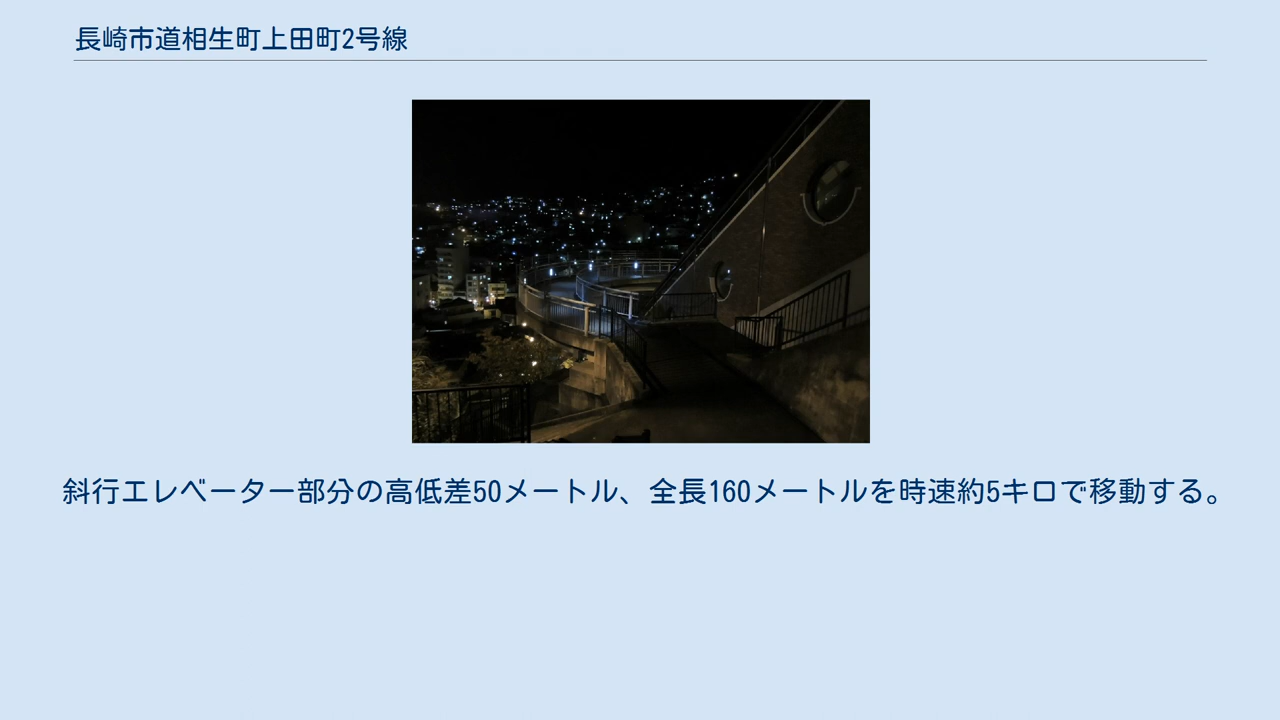 長崎市道相生町上田町2号線
斜行エレベーター部分の高低差50メートル、全長160メートルを時速約5キロで移動する。